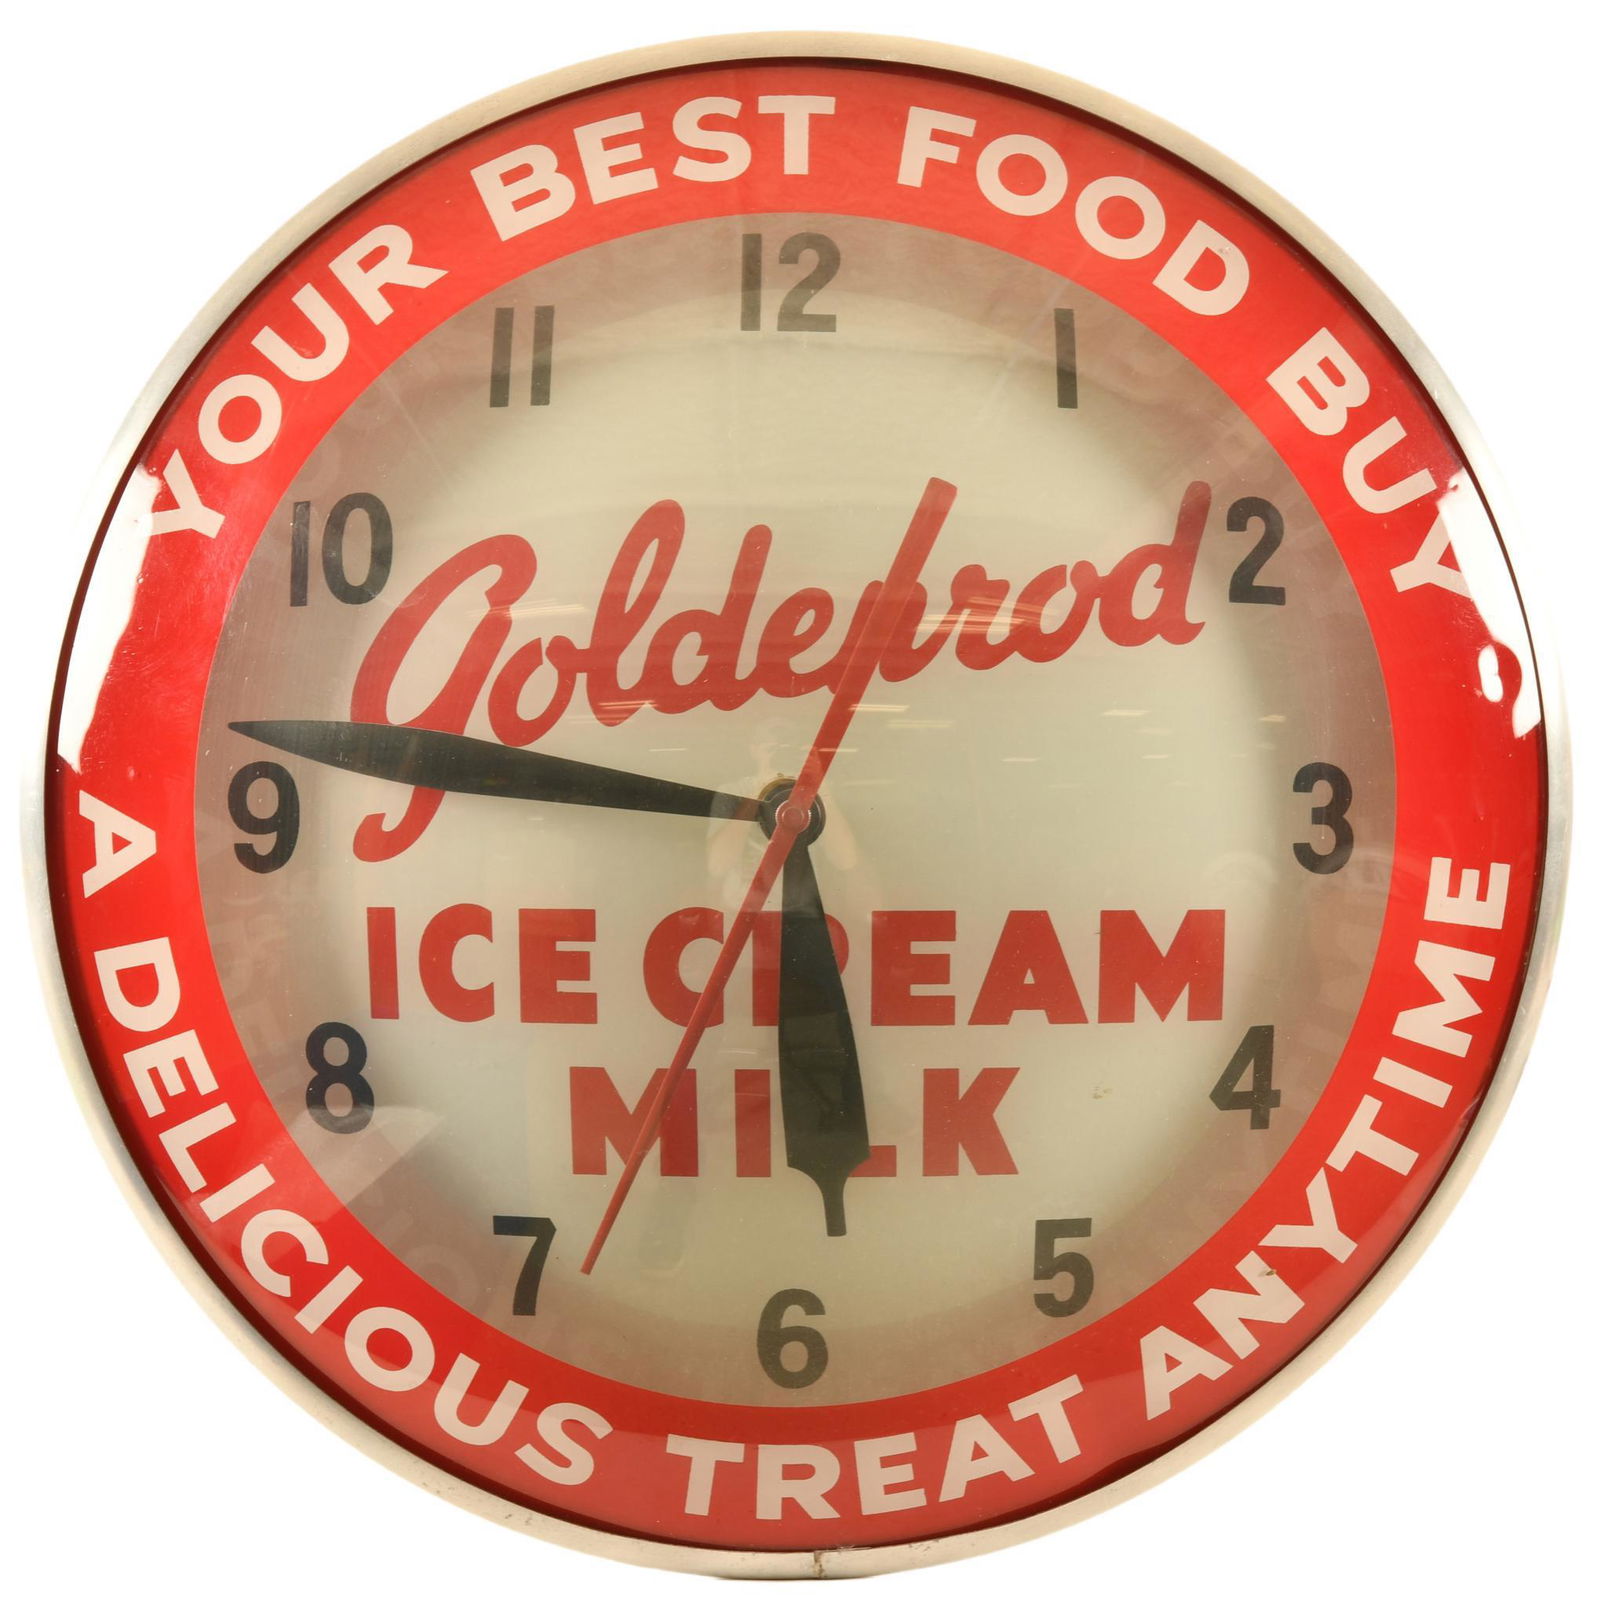 YOUR BEST FOOD BUY
12
11
1
10
2
Goldenrod
9
3
ICE CREAM
MILK
8
4
7
5
6
A DELICIOUS TREAT ANYTIME